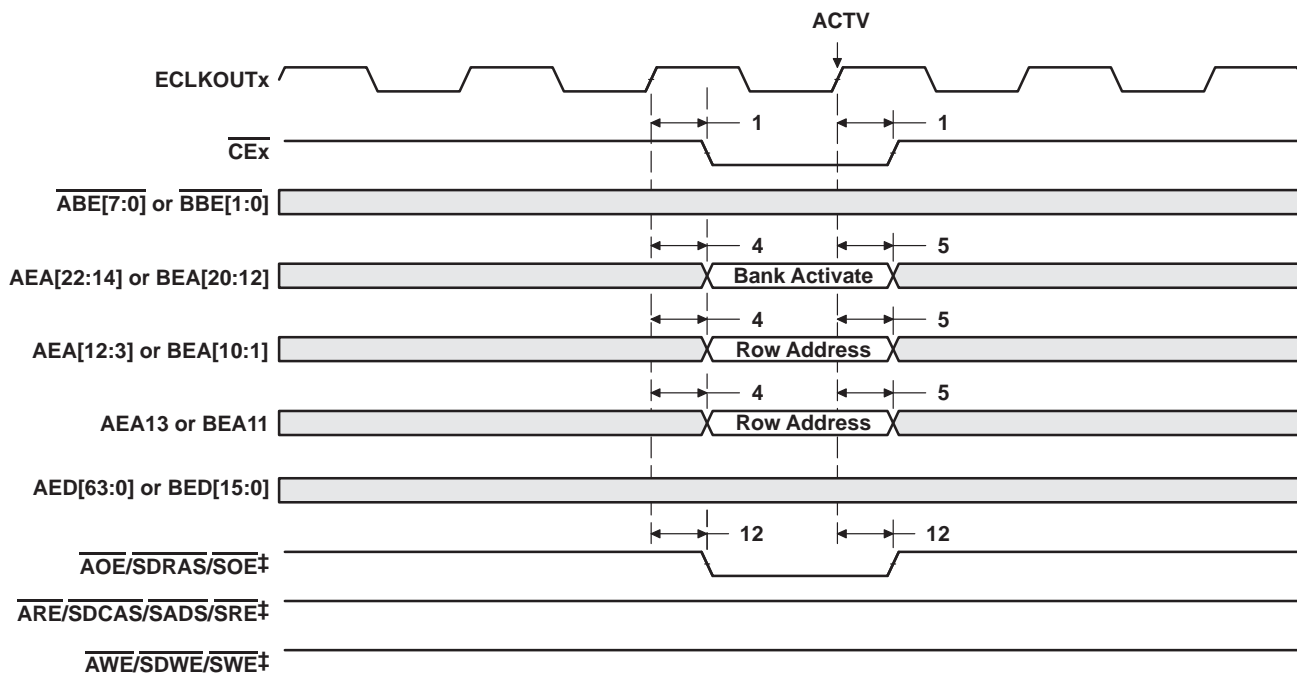 ACTV
ECLKOUTx
1 1
CEx
ABE[7:0] or BBE[1:0]
4 5
AEA[22:14] or BEA[20:12] Bank Activate
4 5
AEA[12:3] or BEA[10:1] Row Address
4 5
AEA13 or BEA11 Row Address
AED[63:0] or BED[15:0]
12 12
AOE/SDRAS/SOE‡
ARE/SDCAS/SADS/SRE‡
AWE/SDWE/SWE‡